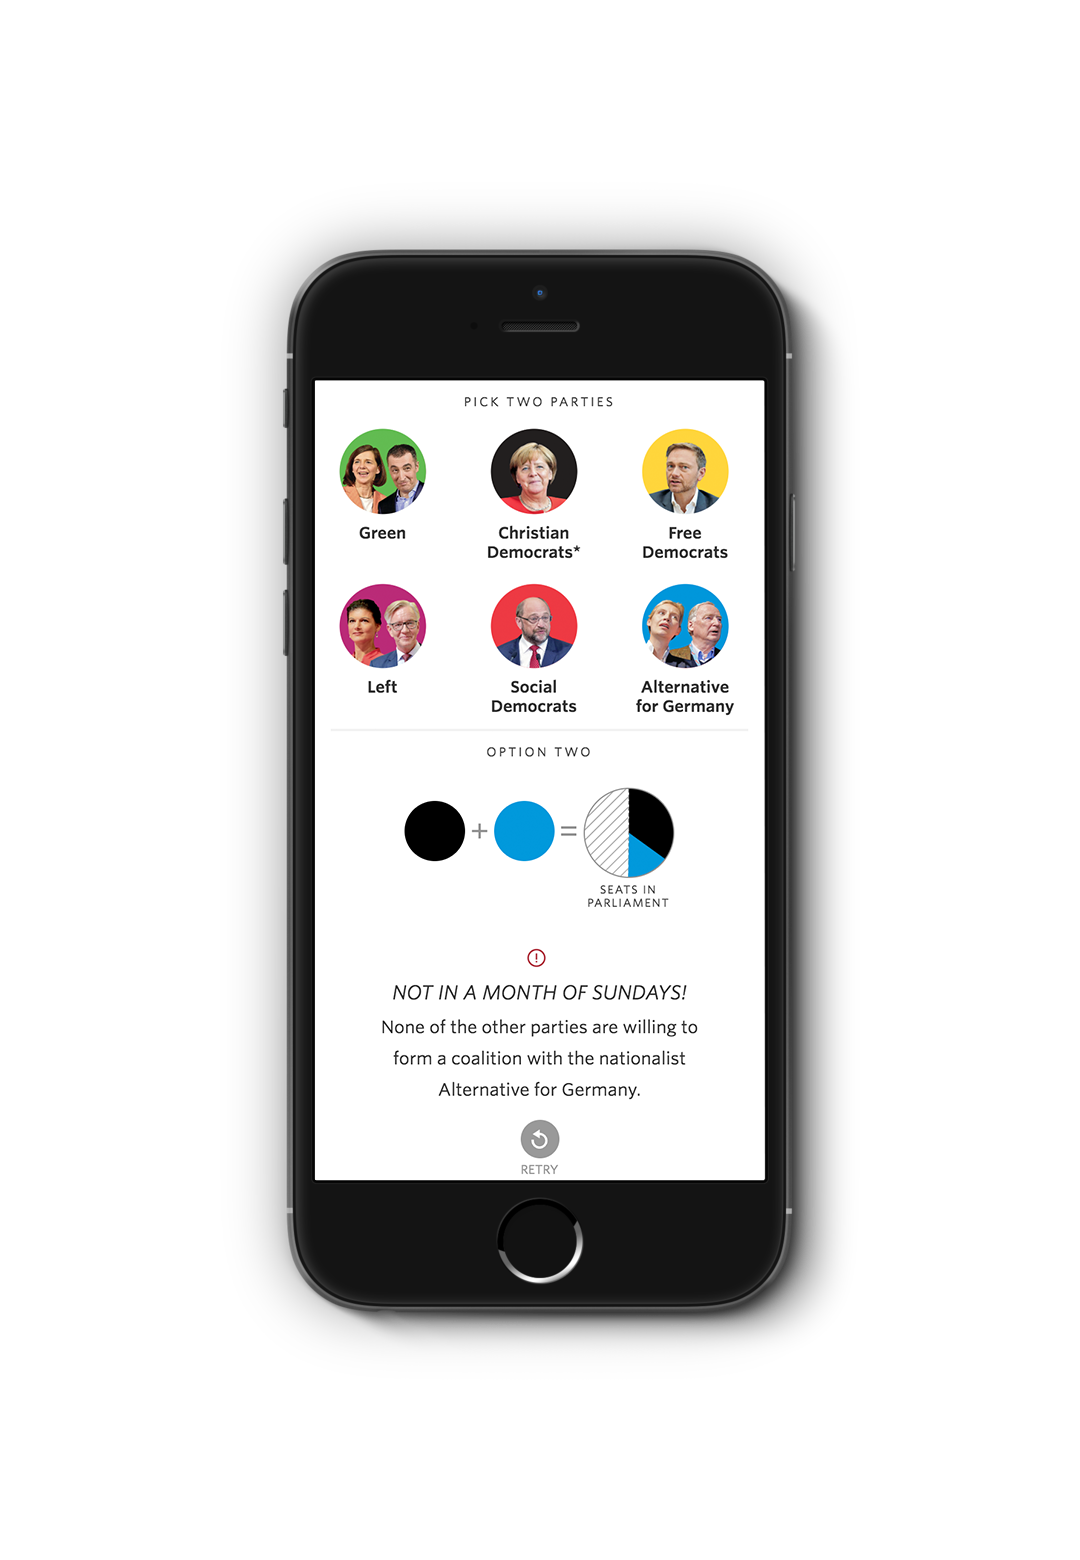 PICK TWO PARTIES
Green
Christian
Democrats*
Free
Democrats
Left
Social
Democrats
Alternative
for Germany
OPTION TWO
+ =
SEATS IN
PARLIAMENT
NOT IN A MONTH OF SUNDAYS!
None of the other parties are willing to
form a coalition with the nationalist
Alternative for Germany.
RETRY